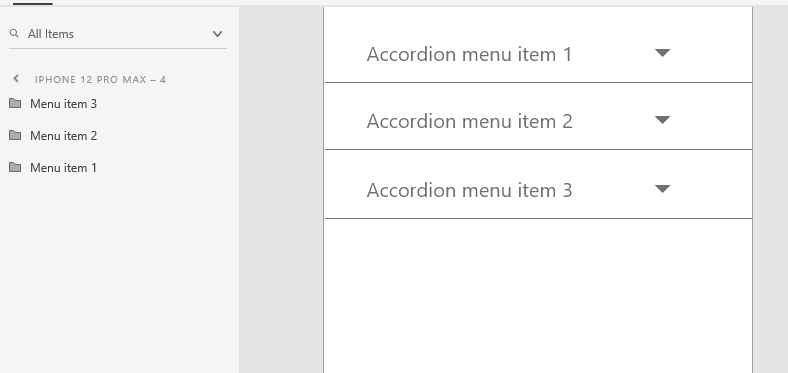 All Items
IPHONE 12 PRO MAX – 4
Menu item 3
Menu item 2
Menu item 1
Accordion menu item 1
Accordion menu item 2
Accordion menu item 3